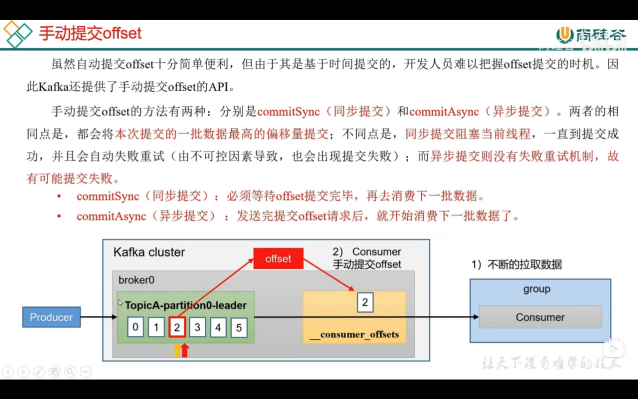 手动提交offset
尚硅谷
虽然自动提交offset十分简单便利，但由于其是基于时间提交的，开发人员难以把握offset提交的时机。因
此Kafka还提供了手动提交offset的API。
手动提交offset的方法有两种：分别是commitSync（同步提交）和commitAsync（异步提交）。两者的相
同点是，都会将本次提交的一批数据最高的偏移量提交；不同点是，同步提交阻塞当前线程，一直到提交成
功，并且会自动失败重试（由不可控因素导致，也会出现提交失败）；而异步提交则没有失败重试机制，故
有可能提交失败。
• commitSync（同步提交）：必须等待offset提交完毕，再去消费下一批数据。
• commitAsync（异步提交） ：发送完提交offset请求后，就开始消费下一批数据了。
Kafka cluster
offset
2） Consumer
手动提交offset
1）不断的拉取数据
broker0
group
TopicA-partition0-leader
2
Producer
Consumer
0 1 2 3 4 5
__consumer_offsets
让天下没有难学的技术